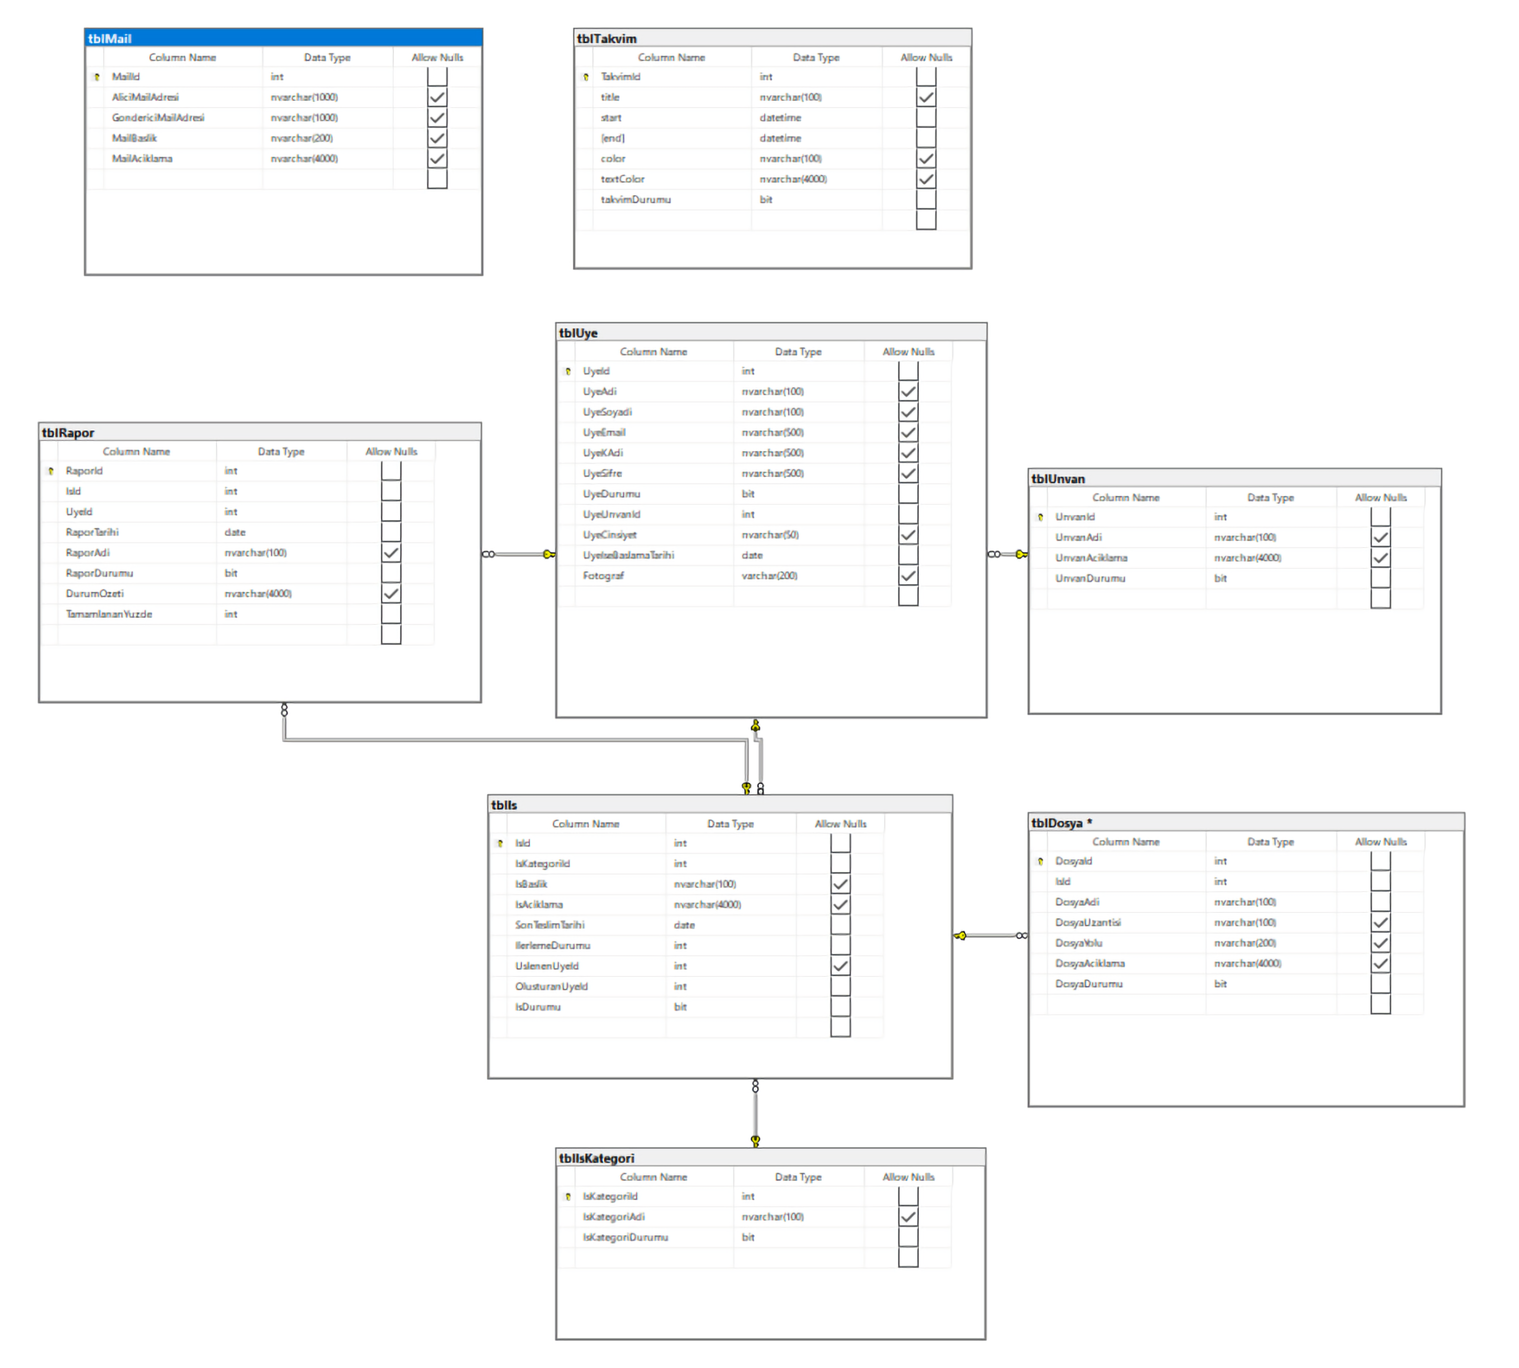 tblMail
Column Name Data Type Allow Nulls
MailId int
AliciMailAdresi nvarchar(1000)
GondericiMailAdresi nvarchar(1000)
MailBaslik nvarchar(200)
MailAciklama nvarchar(4000)
tblTakvim
Column Name Data Type Allow Nulls
TakvimId int
title nvarchar(100)
start datetime
[end] datetime
color nvarchar(100)
textColor nvarchar(4000)
takvimDurumu bit
tblUye
Column Name Data Type Allow Nulls
UyeId int
UyeAdi nvarchar(100)
UyeSoyadi nvarchar(100)
UyeEmail nvarchar(500)
UyeKAdi nvarchar(500)
UyeSifre nvarchar(500)
UyeDurumu bit
UyeUnvanId int
UyeCinsiyet nvarchar(50)
UyeIseBaslamaTarihi date
Fotograf varchar(200)
tblRapor
Column Name Data Type Allow Nulls
RaporId int
IsId int
UyeId int
RaporTarihi date
RaporAdi nvarchar(100)
RaporDurumu bit
DurumOzeti nvarchar(4000)
TamamlananYuzde int
tblUnvan
Column Name Data Type Allow Nulls
UnvanId int
UnvanAdi nvarchar(100)
UnvanAciklama nvarchar(4000)
UnvanDurumu bit
tblIs
Column Name Data Type Allow Nulls
IsId int
IsKategoriId int
IsBaslik nvarchar(100)
IsAciklama nvarchar(4000)
SonTeslimTarihi date
IlerlemeDurumu int
UslenenUyeId int
OlusturanUyeId int
IsDurumu bit
tblDosya *
Column Name Data Type Allow Nulls
DosyaId int
IsId int
DosyaAdi nvarchar(100)
DosyaUzantisi nvarchar(100)
DosyaYolu nvarchar(200)
DosyaAciklama nvarchar(4000)
DosyaDurumu bit
tblIsKategori
Column Name Data Type Allow Nulls
IsKategoriId int
IsKategoriAdi nvarchar(100)
IsKategoriDurumu bit